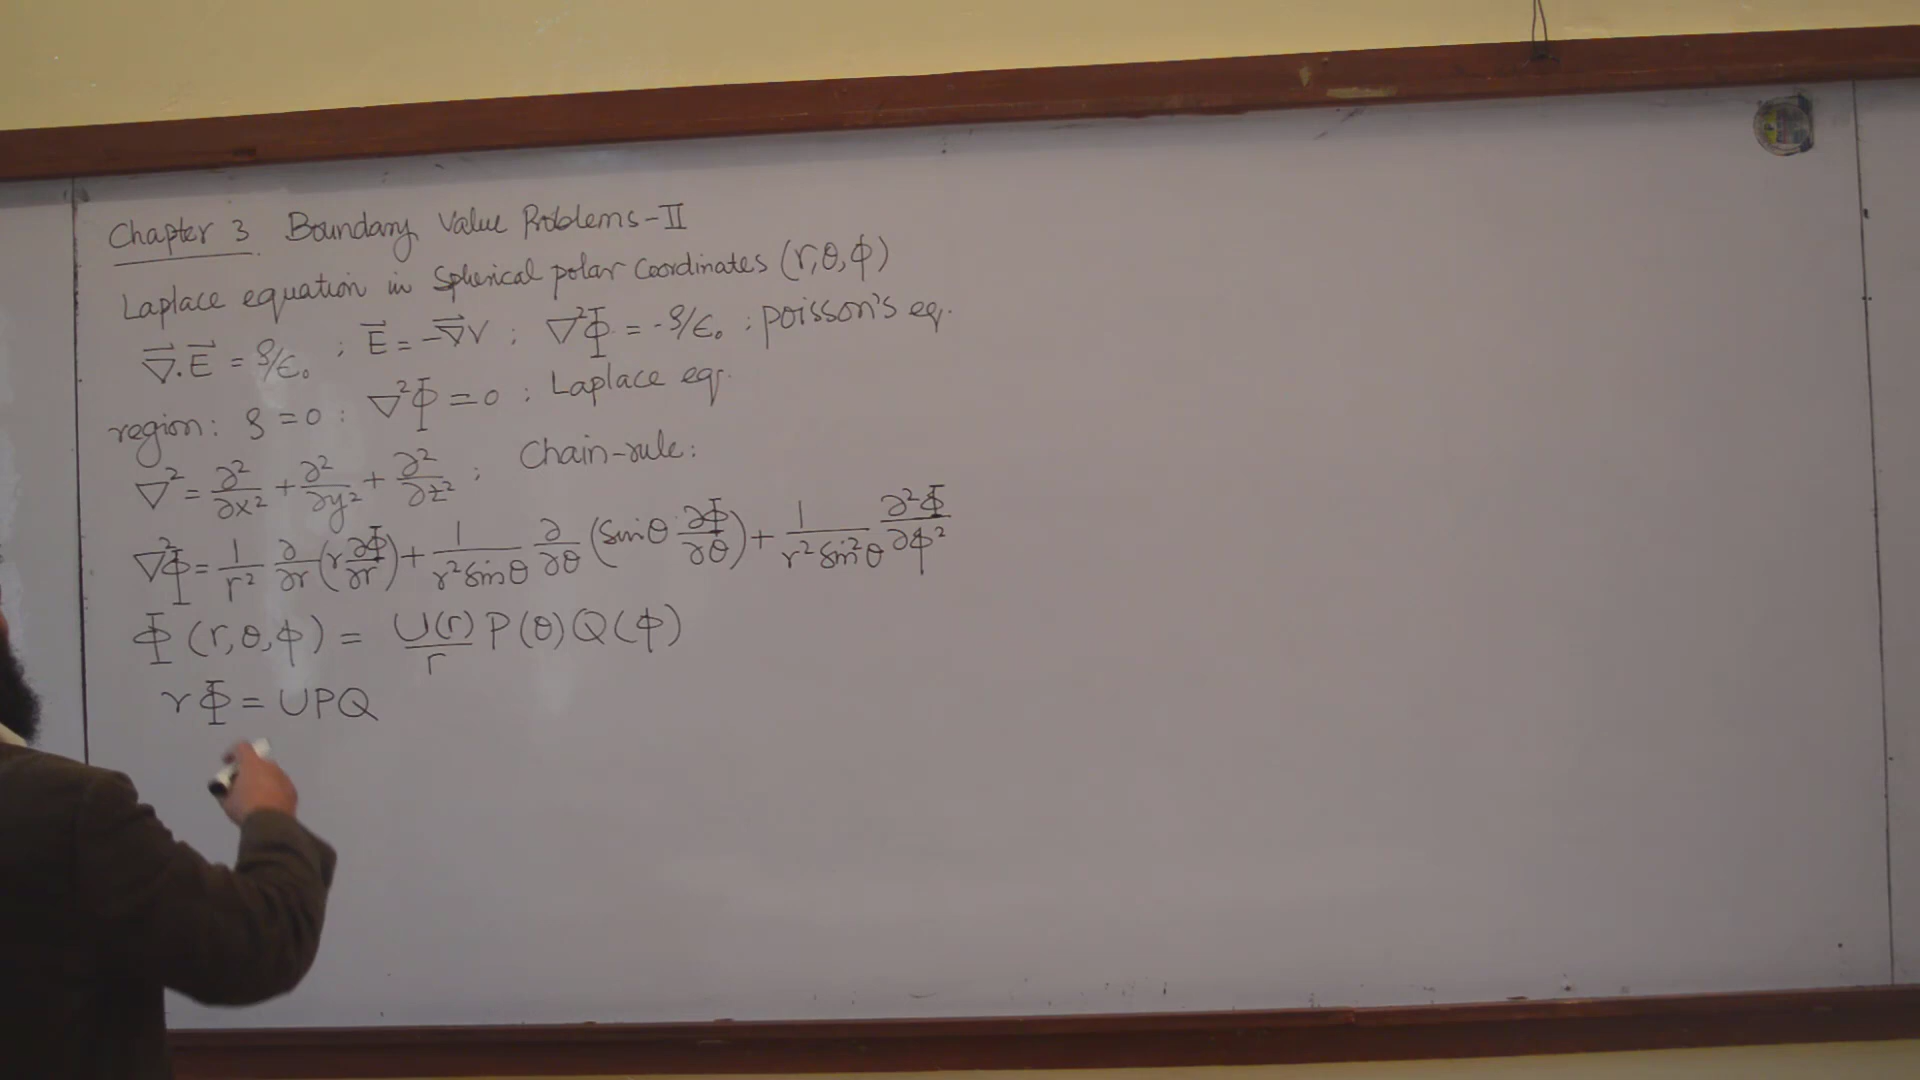 Chapter 3 Boundary Value Problems-II
Laplace equation in Spherical polar Coordinates (r,θ,ϕ)
∇⃗.E⃗ = ρ/ϵ₀ ; E⃗ = -∇⃗V ; ∇²Φ = -ρ/ϵ₀ ; poisson's eq.
region: ρ = 0 : ∇²Φ = 0 ; Laplace eq.
∇² = ∂²/∂x² + ∂²/∂y² + ∂²/∂z² ; Chain-rule:
∇²Φ = 1/r² ∂/∂r (r ∂Φ/∂r) + 1/(r² sinθ) ∂/∂θ (sinθ ∂Φ/∂θ) + 1/(r² sin²θ) ∂²Φ/∂ϕ²
Φ (r,θ,ϕ) = U(r)/r P(θ) Q(ϕ)
rΦ = UPQ